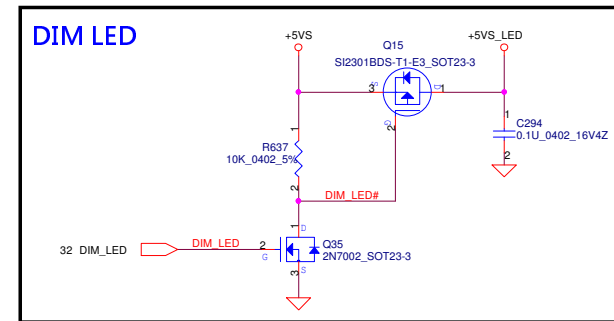 DIM LED
+5VS
Q15
+5VS_LED
SI2301BDS-T1-E3_SOT23-3
3
S
D
1
G
2
1
C294
0.1U_0402_16V4Z
2
1
R637
10K_0402_5%
2
DIM_LED#
1
D
32 DIM_LED
DIM_LED
2
G
Q35
2N7002_SOT23-3
3
S